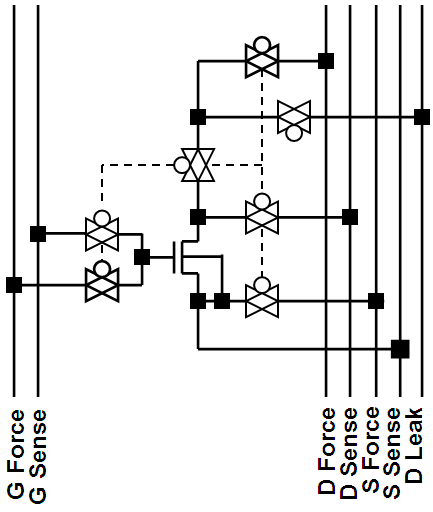 G Force
G Sense
D Force
D Sense
S Force
S Sense
D Leak